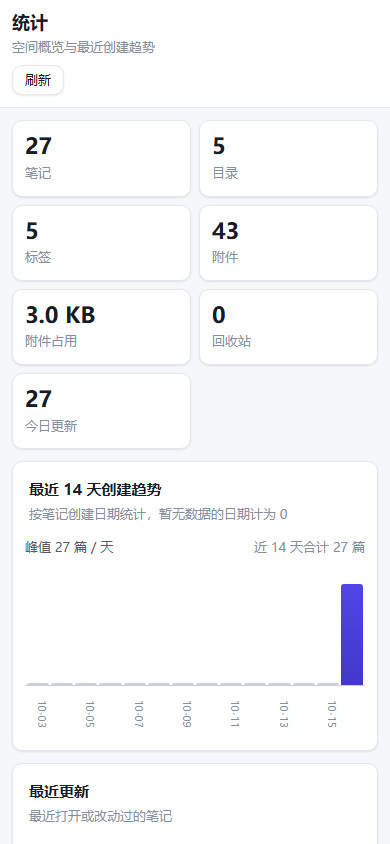 统计
空间概览与最近创建趋势
刷新
27
笔记
5
目录
5
标签
43
附件
3.0 KB
附件占用
0
回收站
27
今日更新
最近 14 天创建趋势
按笔记创建日期统计，暂无数据的日期计为 0
峰值 27 篇 / 天
近 14 天合计 27 篇
10-03
10-05
10-07
10-09
10-11
10-13
10-15
最近更新
最近打开或改动过的笔记